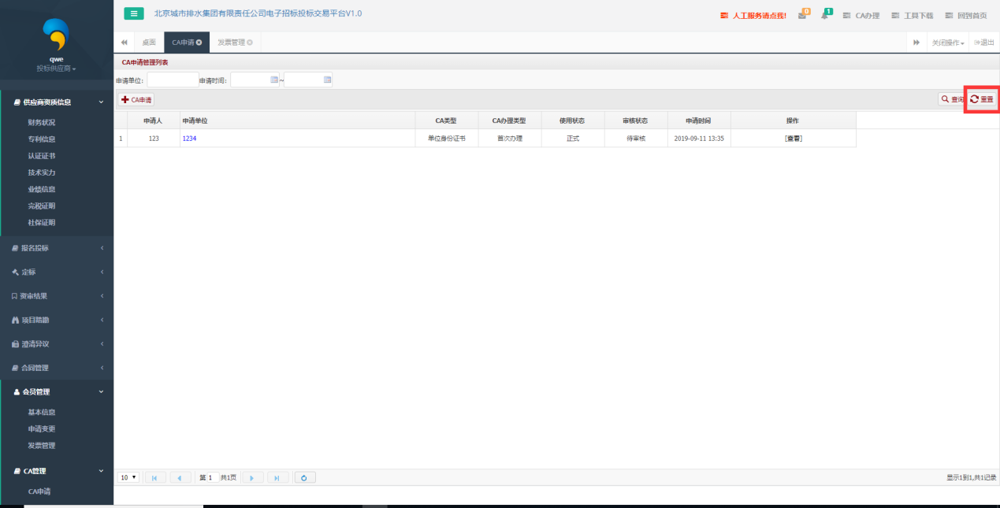 北京城市排水集团有限责任公司电子招标投标交易平台V1.0
人工服务请点我! 0 1 CA办理 工具下载 回到首页
qwe
投标供应商
桌面 CA申请 发票管理 关闭操作 退出
CA申请管理列表
申请单位: 申请时间: ~
CA申请 查询 重置
申请人 申请单位 CA类型 CA办理类型 使用状态 审核状态 申请时间 操作
1 123 1234 单位身份证书 首次办理 正式 待审核 2019-09-11 13:35 [查看]
供应商资质信息
财务状况
专利信息
认证证书
技术实力
业绩信息
完税证明
社保证明
报名投标
定标
资审结果
项目踏勘
澄清异议
合同管理
会员管理
基本信息
申请变更
发票管理
CA管理
CA申请
10 第 1 共1页 显示1到1,共1记录